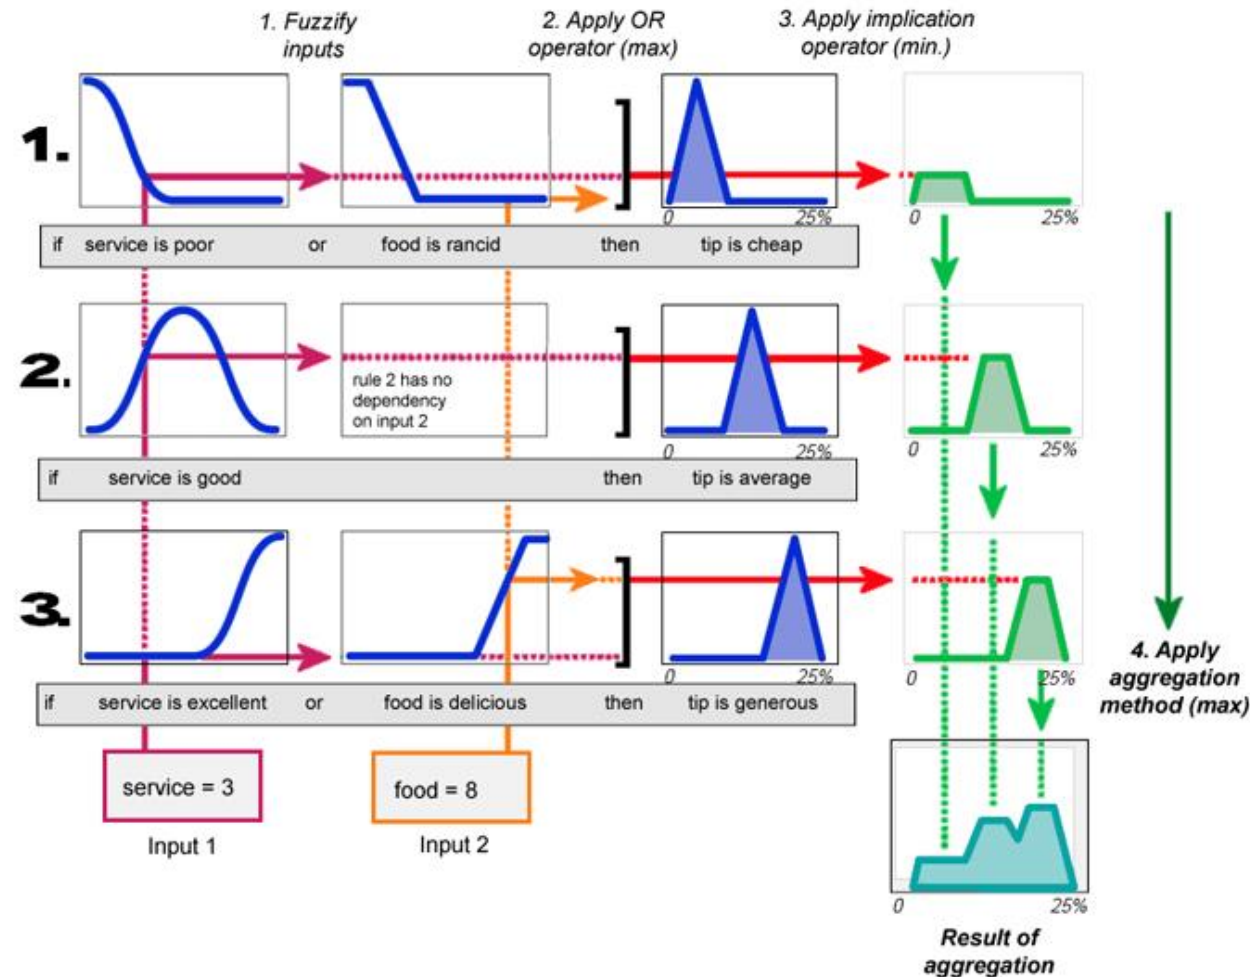 1. Fuzzify
inputs
2. Apply OR
operator (max)
3. Apply implication
operator (min.)
1.
0
25%
0
25%
if service is poor or food is rancid then tip is cheap
2.
rule 2 has no
dependency
on input 2
0
25%
0
25%
if service is good then tip is average
3.
0
25%
0
25%
if service is excellent or food is delicious then tip is generous
4. Apply
aggregation
method (max)
service = 3
food = 8
Input 1
Input 2
0
25%
Result of
aggregation